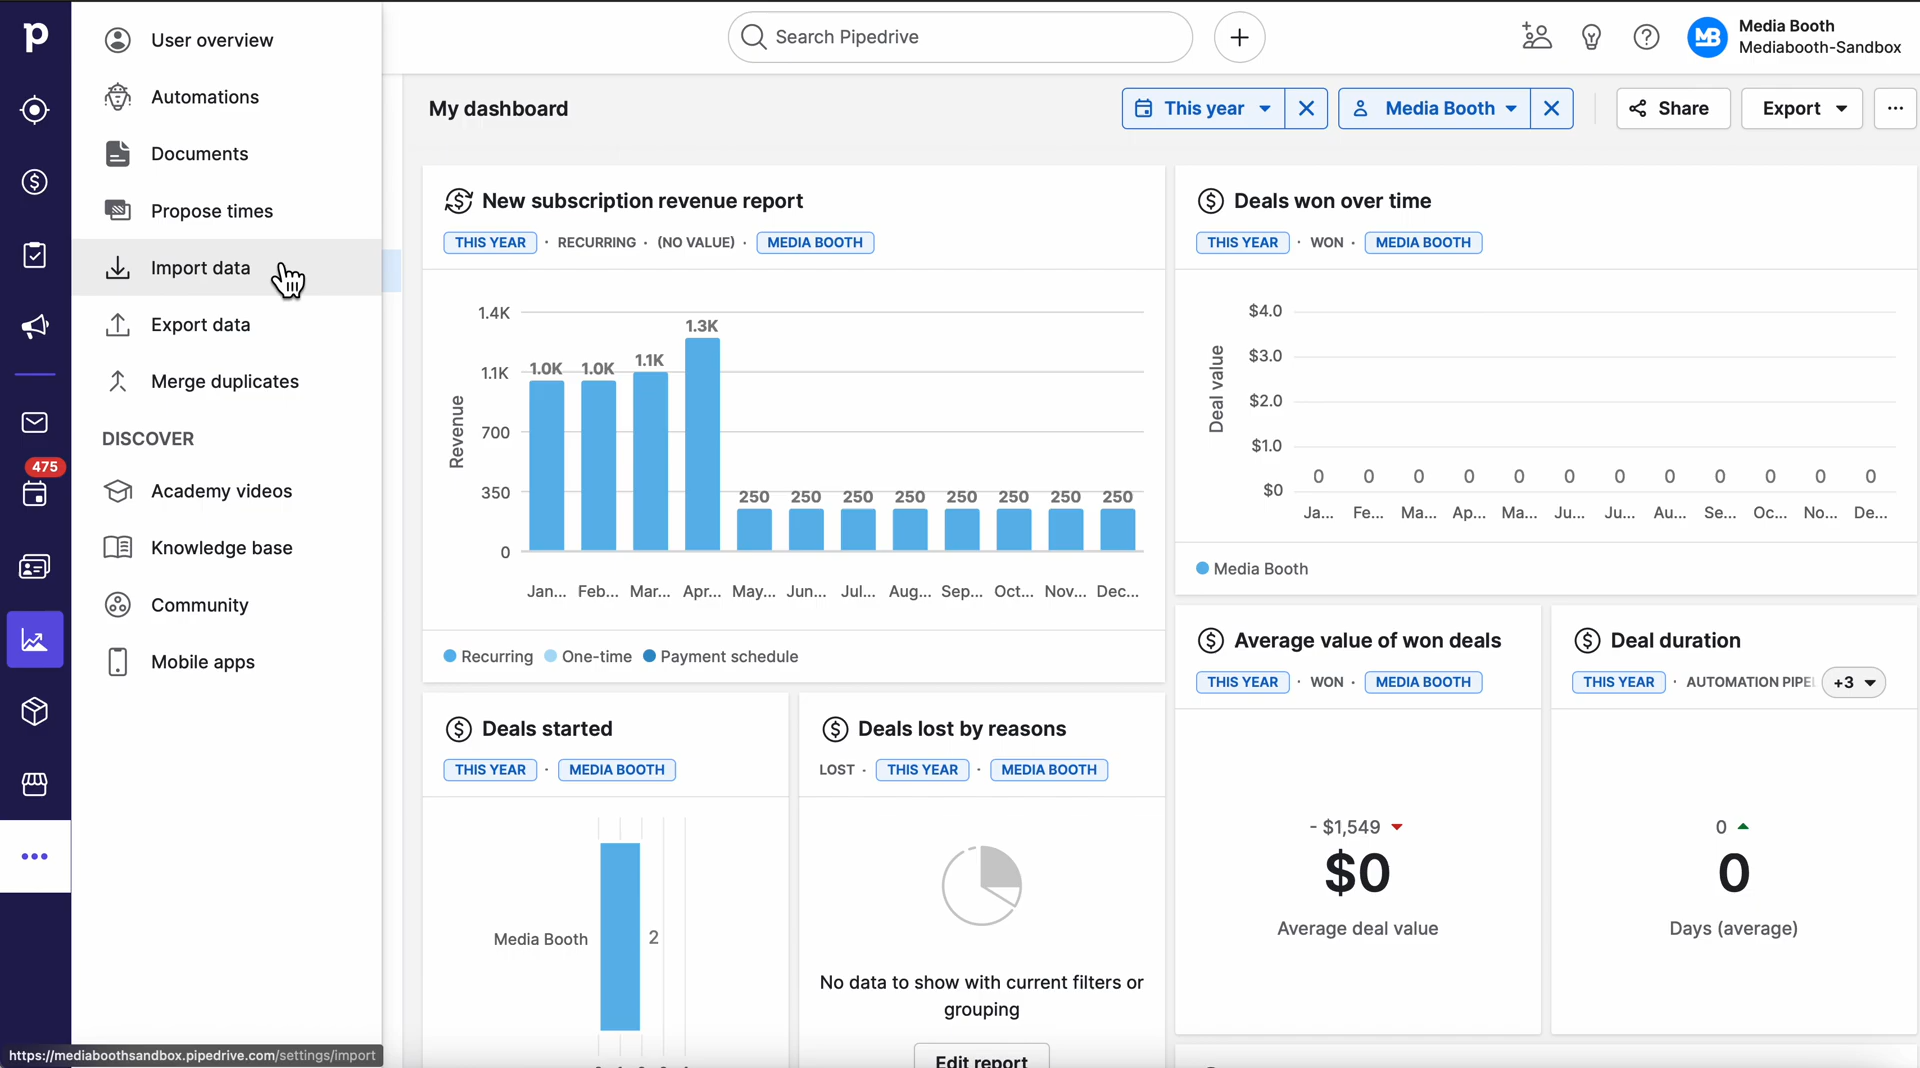 p
User overview
Automations
Documents
Propose times
Import data
Export data
Merge duplicates
DISCOVER
Academy videos
Knowledge base
Community
Mobile apps
475
https://mediaboothsandbox.pipedrive.com/settings/import
Search Pipedrive
MB
Media Booth
Mediabooth-Sandbox
My dashboard
This year
Media Booth
Share
Export
New subscription revenue report
THIS YEAR · RECURRING · (NO VALUE) · MEDIA BOOTH
Revenue
1.4K
1.1K
700
350
0
1.0K 1.0K 1.1K 1.3K 250 250 250 250 250 250 250 250
Jan... Feb... Mar... Apr... May... Jun... Jul... Aug... Sep... Oct... Nov... Dec...
Recurring One-time Payment schedule
Deals won over time
THIS YEAR · WON · MEDIA BOOTH
Deal value
$4.0
$3.0
$2.0
$1.0
$0
0 0 0 0 0 0 0 0 0 0 0 0
Ja... Fe... Ma... Ap... Ma... Ju... Ju... Au... Se... Oc... No... De...
Media Booth
Deals started
THIS YEAR · MEDIA BOOTH
Media Booth
2
Deals lost by reasons
LOST · THIS YEAR · MEDIA BOOTH
No data to show with current filters or
grouping
Edit report
Average value of won deals
THIS YEAR · WON · MEDIA BOOTH
- $1,549
$0
Average deal value
Deal duration
THIS YEAR · AUTOMATION PIPE
+3
0
0
Days (average)